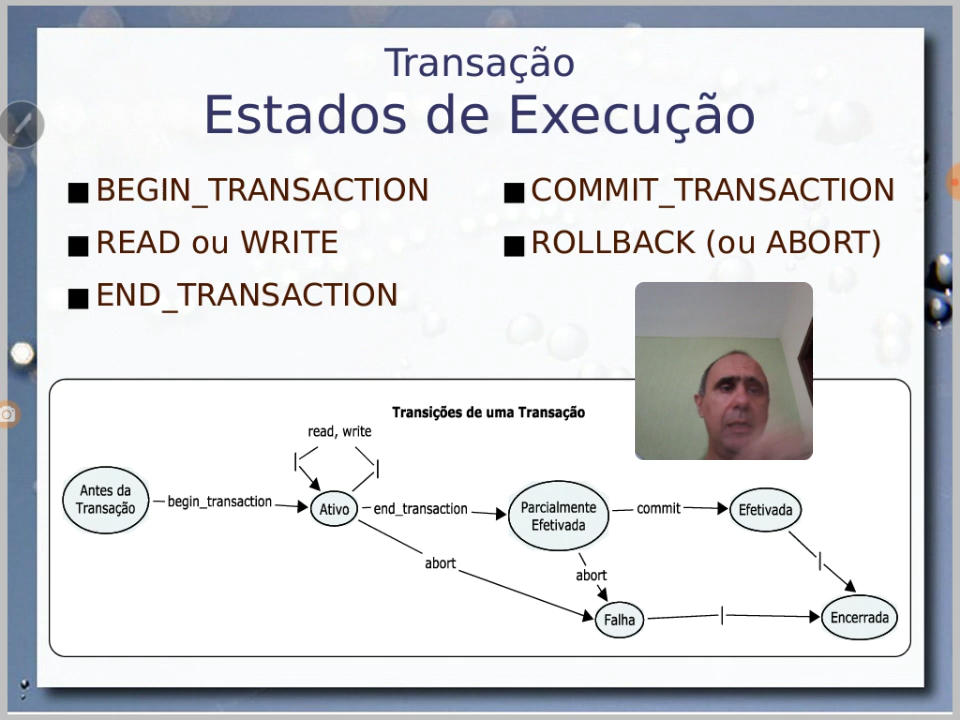 Transação
Estados de Execução
BEGIN_TRANSACTION
READ ou WRITE
END_TRANSACTION
COMMIT_TRANSACTION
ROLLBACK (ou ABORT)
Transições de uma Transação
read, write
Antes da
Transação
begin_transaction
Ativo
end_transaction
Parcialmente
Efetivada
commit
Efetivada
abort
abort
Falha
Encerrada